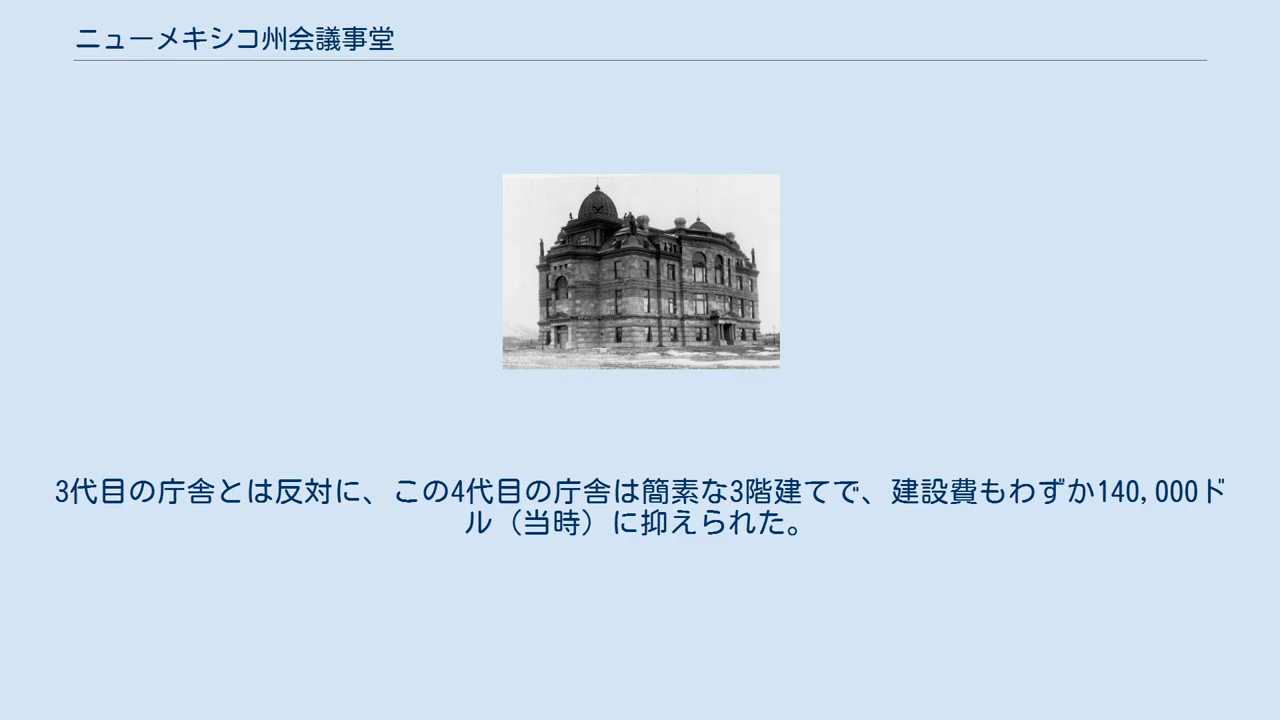 ニューメキシコ州会議事堂
3代目の庁舎とは反対に、この4代目の庁舎は簡素な3階建てで、建設費もわずか140,000ド
ル（当時）に抑えられた。